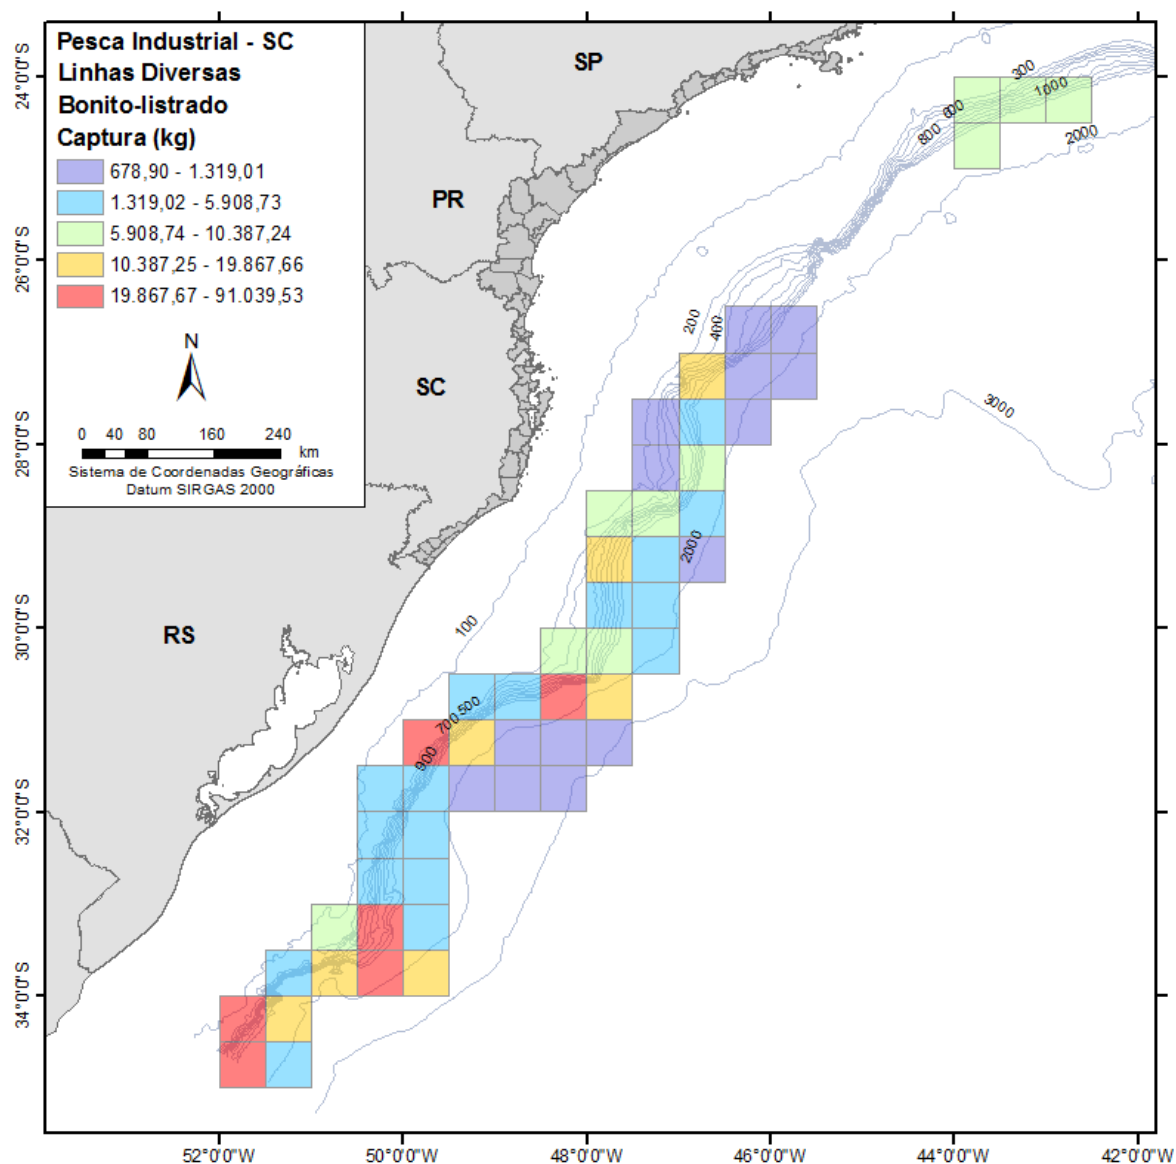 Pesca Industrial - SC
Linhas Diversas
Bonito-listrado
Captura (kg)
678,90 - 1.319,01
1.319,02 - 5.908,73
5.908,74 - 10.387,24
10.387,25 - 19.867,66
19.867,67 - 91.039,53
N
0 40 80 160 240
km
Sistema de Coordenadas Geográficas
Datum SIRGAS 2000
SP
PR
SC
RS
300
1000
600
800
2000
200
400
3000
2000
100
500
700
900
24°0'0"S
26°0'0"S
28°0'0"S
30°0'0"S
32°0'0"S
34°0'0"S
52°0'0"W
50°0'0"W
48°0'0"W
46°0'0"W
44°0'0"W
42°0'0"W